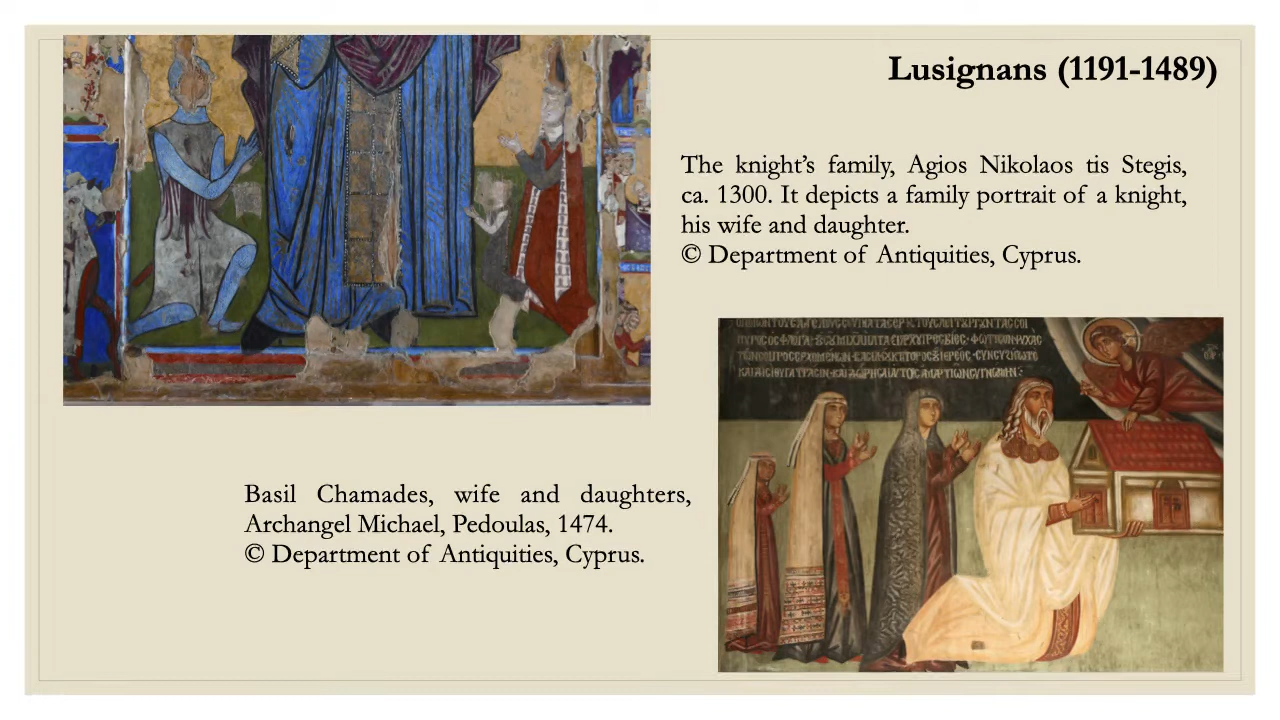 Lusignans (1191-1489)
The knight’s family, Agios Nikolaos tis Stegis,
ca. 1300. It depicts a family portrait of a knight,
his wife and daughter.
© Department of Antiquities, Cyprus.
Basil Chamades, wife and daughters,
Archangel Michael, Pedoulas, 1474.
© Department of Antiquities, Cyprus.